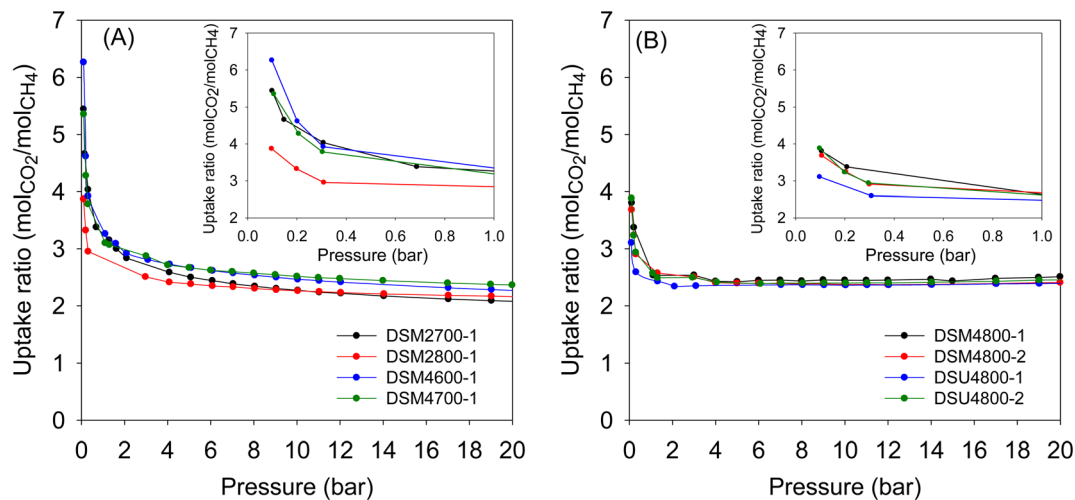 (A)
Uptake ratio (molCO2/molCH4)
7
6
5
4
3
2
1
0
0 2 4 6 8 10 12 14 16 18 20
Pressure (bar)
Uptake ratio (molCO2/molCH4)
7
6
5
4
3
2
0.0 0.2 0.4 0.6 0.8 1.0
Pressure (bar)
DSM2700-1
DSM2800-1
DSM4600-1
DSM4700-1
(B)
Uptake ratio (molCO2/molCH4)
7
6
5
4
3
2
1
0
0 2 4 6 8 10 12 14 16 18 20
Pressure (bar)
Uptake ratio (molCO2/molCH4)
7
6
5
4
3
2
0.0 0.2 0.4 0.6 0.8 1.0
Pressure (bar)
DSM4800-1
DSM4800-2
DSU4800-1
DSU4800-2